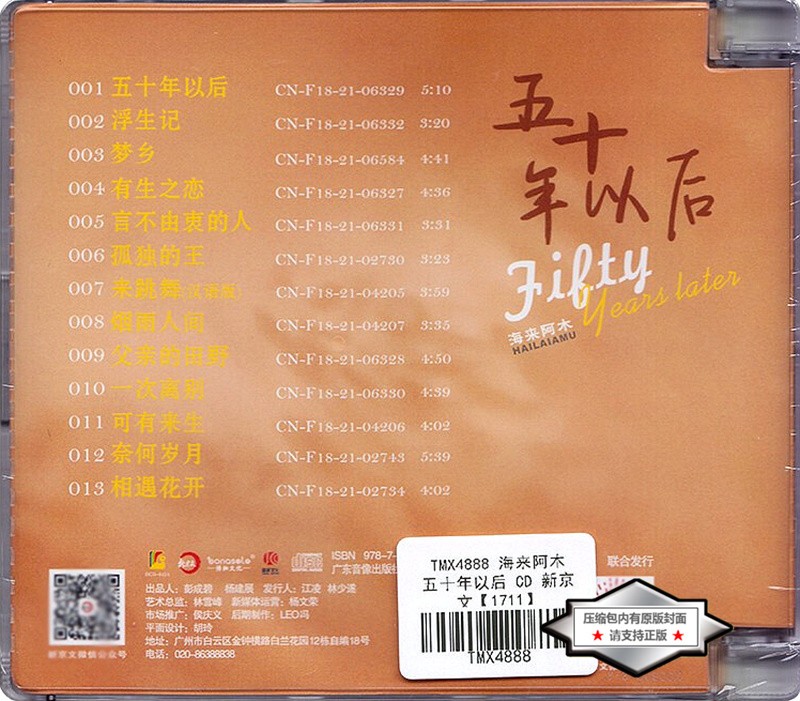 001 五十年以后 CN-F18-21-06329 5:10
002 浮生记 CN-F18-21-06332 3:20
003 梦乡 CN-F18-21-06584 4:41
004 有生之恋 CN-F18-21-06327 4:36
005 言不由衷的人 CN-F18-21-06331 3:31
006 孤独的王 CN-F18-21-02730 3:23
007 来跳舞(汉语版) CN-F18-21-04205 3:59
008 烟雨人间 CN-F18-21-04207 3:35
009 父亲的田野 CN-F18-21-06328 4:50
010 一次离别 CN-F18-21-06330 4:39
011 可有来生 CN-F18-21-04206 4:02
012 奈何岁月 CN-F18-21-02743 5:39
013 相遇花开 CN-F18-21-02734 4:02
五十
年以后
Fifty
Years later
海来阿木
HAILAIAMU
ISBN 978-7-
广东音像出版社
联合发行
出品人：彭成碧 杨建展 发行人：江凌 林少遥
艺术总监：林雪峰 新媒体运营：杨文荣
市场推广：侯庆义 后期制作：LEO冯
平面设计：胡玲
地址：广州市白云区金钟横路白兰花园12栋自编18号
电话：020-86388838
新京文微信公众号
TMX4888 海来阿木
五十年以后 CD 新京
文【1711】
TMX4888
压缩包内有原版封面
★ 请支持正版 ★